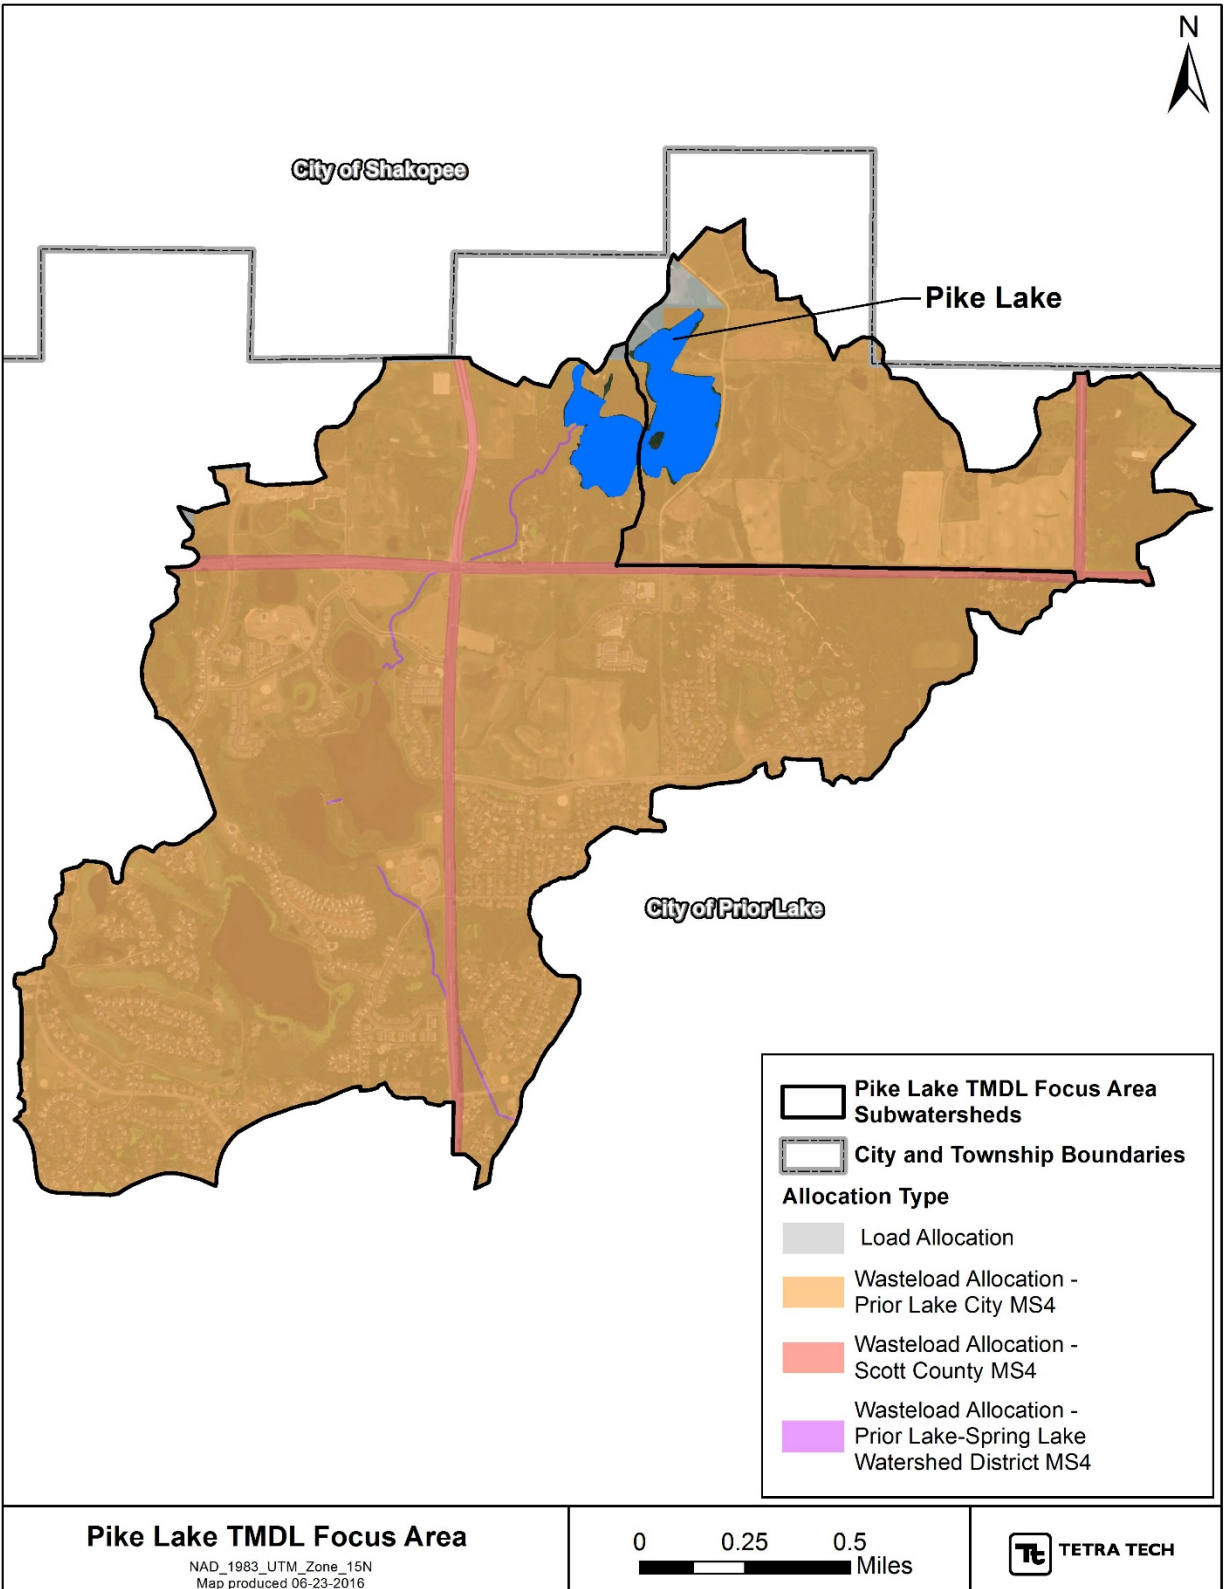 N
City of Shakopee
Pike Lake
City of Prior Lake
Pike Lake TMDL Focus Area
Subwatersheds
City and Township Boundaries
Allocation Type
Load Allocation
Wasteload Allocation -
Prior Lake City MS4
Wasteload Allocation -
Scott County MS4
Wasteload Allocation -
Prior Lake-Spring Lake
Watershed District MS4
Pike Lake TMDL Focus Area
NAD_1983_UTM_Zone_15N
Map produced 06-23-2016
0 0.25 0.5
Miles
Tt TETRA TECH